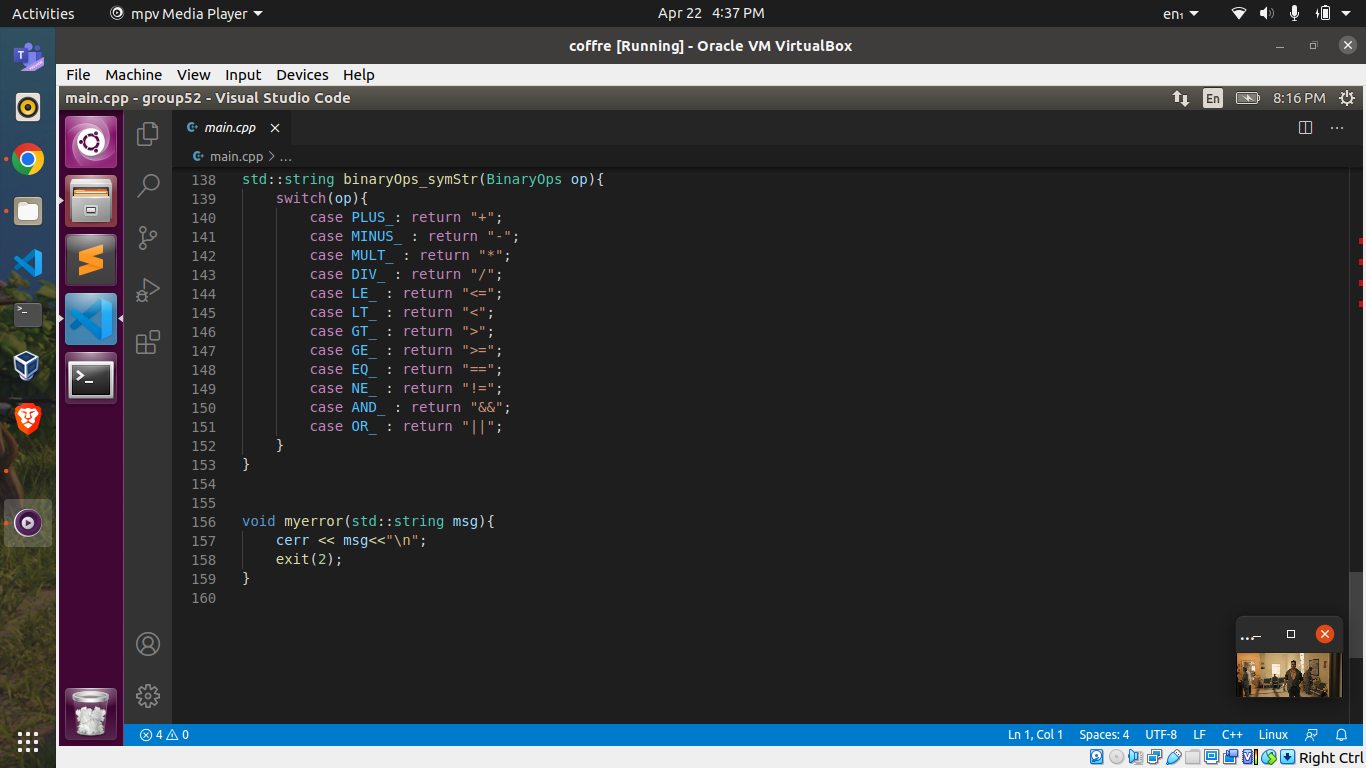 Activities mpv Media Player Apr 22 4:37 PM en₁
coffre [Running] - Oracle VM VirtualBox
File Machine View Input Devices Help
main.cpp - group52 - Visual Studio Code En 8:16 PM
main.cpp
main.cpp > ...
138 std::string binaryOps_symStr(BinaryOps op){
139     switch(op){
140         case PLUS_: return "+";
141         case MINUS_ : return "-";
142         case MULT_ : return "*";
143         case DIV_ : return "/";
144         case LE_ : return "<=";
145         case LT_ : return "<";
146         case GT_ : return ">";
147         case GE_ : return ">=";
148         case EQ_ : return "==";
149         case NE_ : return "!=";
150         case AND_ : return "&&";
151         case OR_ : return "||";
152     }
153 }
154
155
156 void myerror(std::string msg){
157     cerr << msg<<"\n";
158     exit(2);
159 }
160
...
4 0 Ln 1, Col 1 Spaces: 4 UTF-8 LF C++ Linux
Right Ctrl